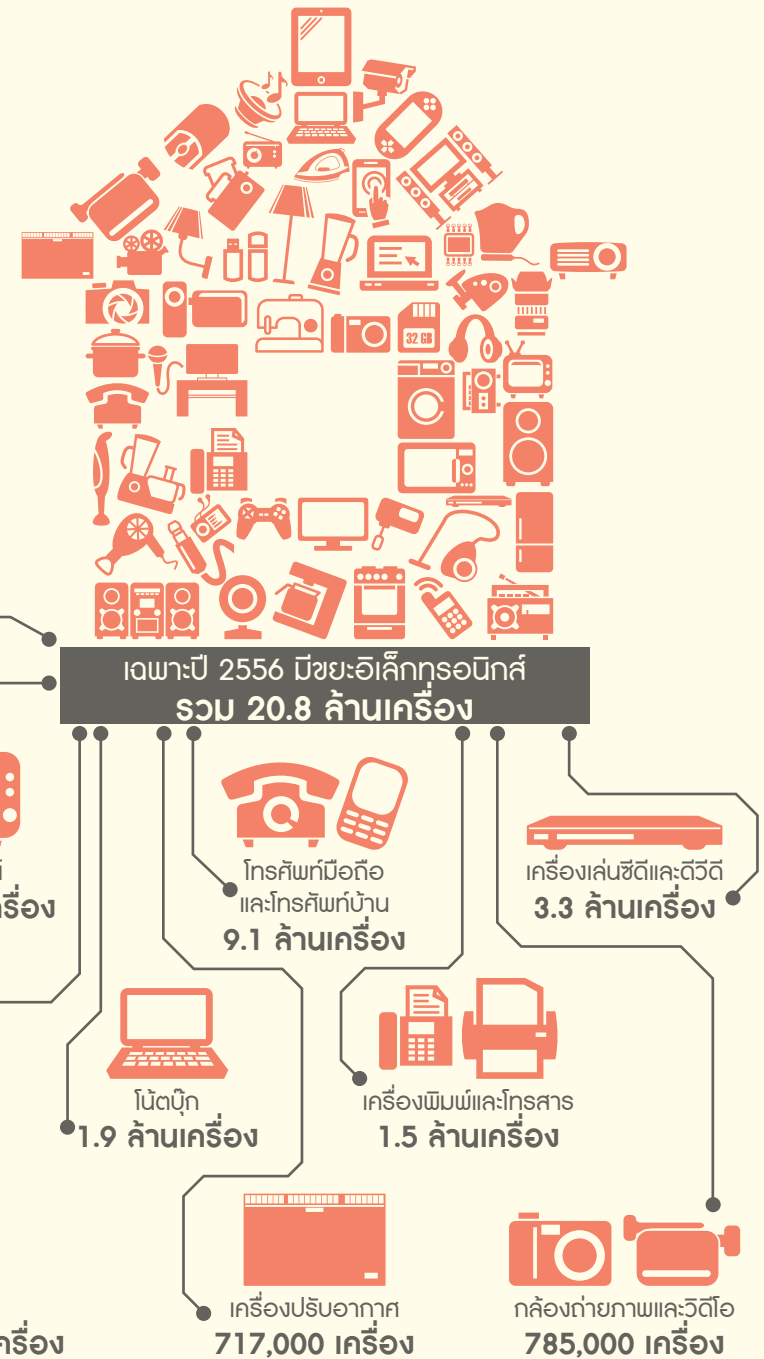 32 GB
เฉพาะปี 2556 มีขยะอิเล็กทรอนิกส์
รวม 20.8 ล้านเครื่อง
โทรศัพท์มือถือ
และโทรศัพท์บ้าน
9.1 ล้านเครื่อง
เครื่องเล่นซีดีและดีวีดี
3.3 ล้านเครื่อง
โน้ตบุ๊ก
1.9 ล้านเครื่อง
เครื่องพิมพ์และโทรสาร
1.5 ล้านเครื่อง
เครื่องปรับอากาศ
717,000 เครื่อง
กล้องถ่ายภาพและวิดีโอ
785,000 เครื่อง